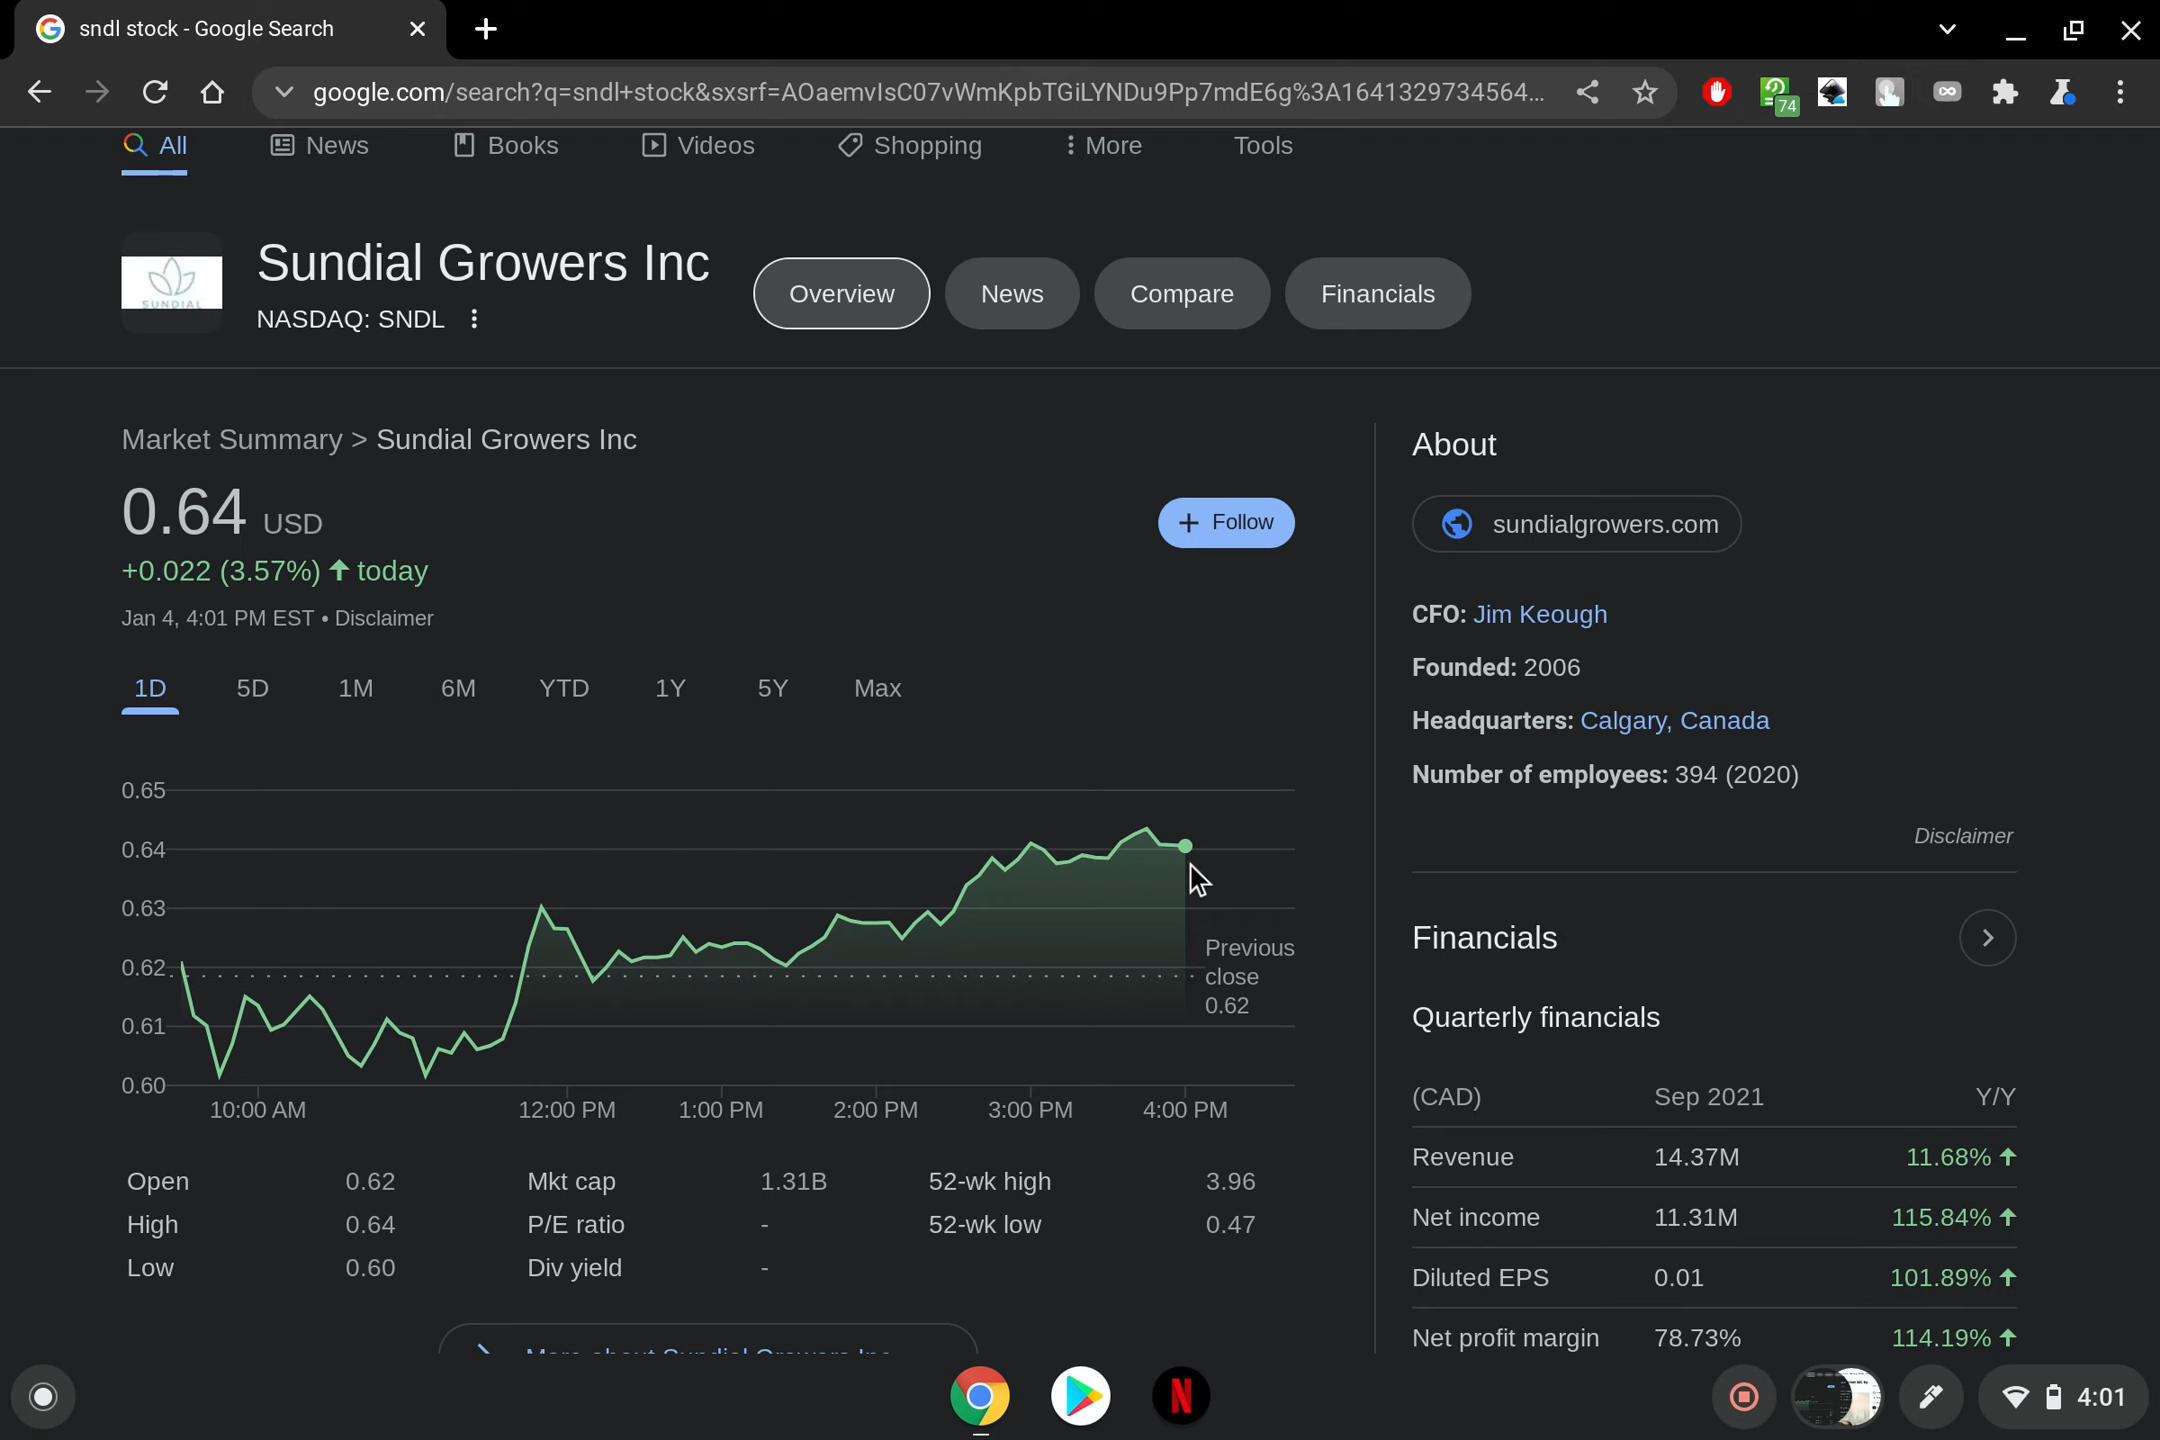 sndl stock - Google Search
google.com/search?q=sndl+stock&sxsrf=AOaemvIsC07vWmKpbTGiLYNDu9Pp7mdE6g%3A1641329734564...
74
All News Books Videos Shopping More Tools
SUNDIAL
Sundial Growers Inc
NASDAQ: SNDL
Overview News Compare Financials
Market Summary > Sundial Growers Inc
0.64 USD
+ Follow
+0.022 (3.57%) today
Jan 4, 4:01 PM EST • Disclaimer
1D 5D 1M 6M YTD 1Y 5Y Max
0.65
0.64
0.63
0.62
0.61
0.60
Previous
close
0.62
10:00 AM 12:00 PM 1:00 PM 2:00 PM 3:00 PM 4:00 PM
Open 0.62 Mkt cap 1.31B 52-wk high 3.96
High 0.64 P/E ratio - 52-wk low 0.47
Low 0.60 Div yield -
More about Sundial Growers Inc
About
sundialgrowers.com
CFO: Jim Keough
Founded: 2006
Headquarters: Calgary, Canada
Number of employees: 394 (2020)
Disclaimer
Financials
Quarterly financials
(CAD) Sep 2021 Y/Y
Revenue 14.37M 11.68%
Net income 11.31M 115.84%
Diluted EPS 0.01 101.89%
Net profit margin 78.73% 114.19%
N
4:01